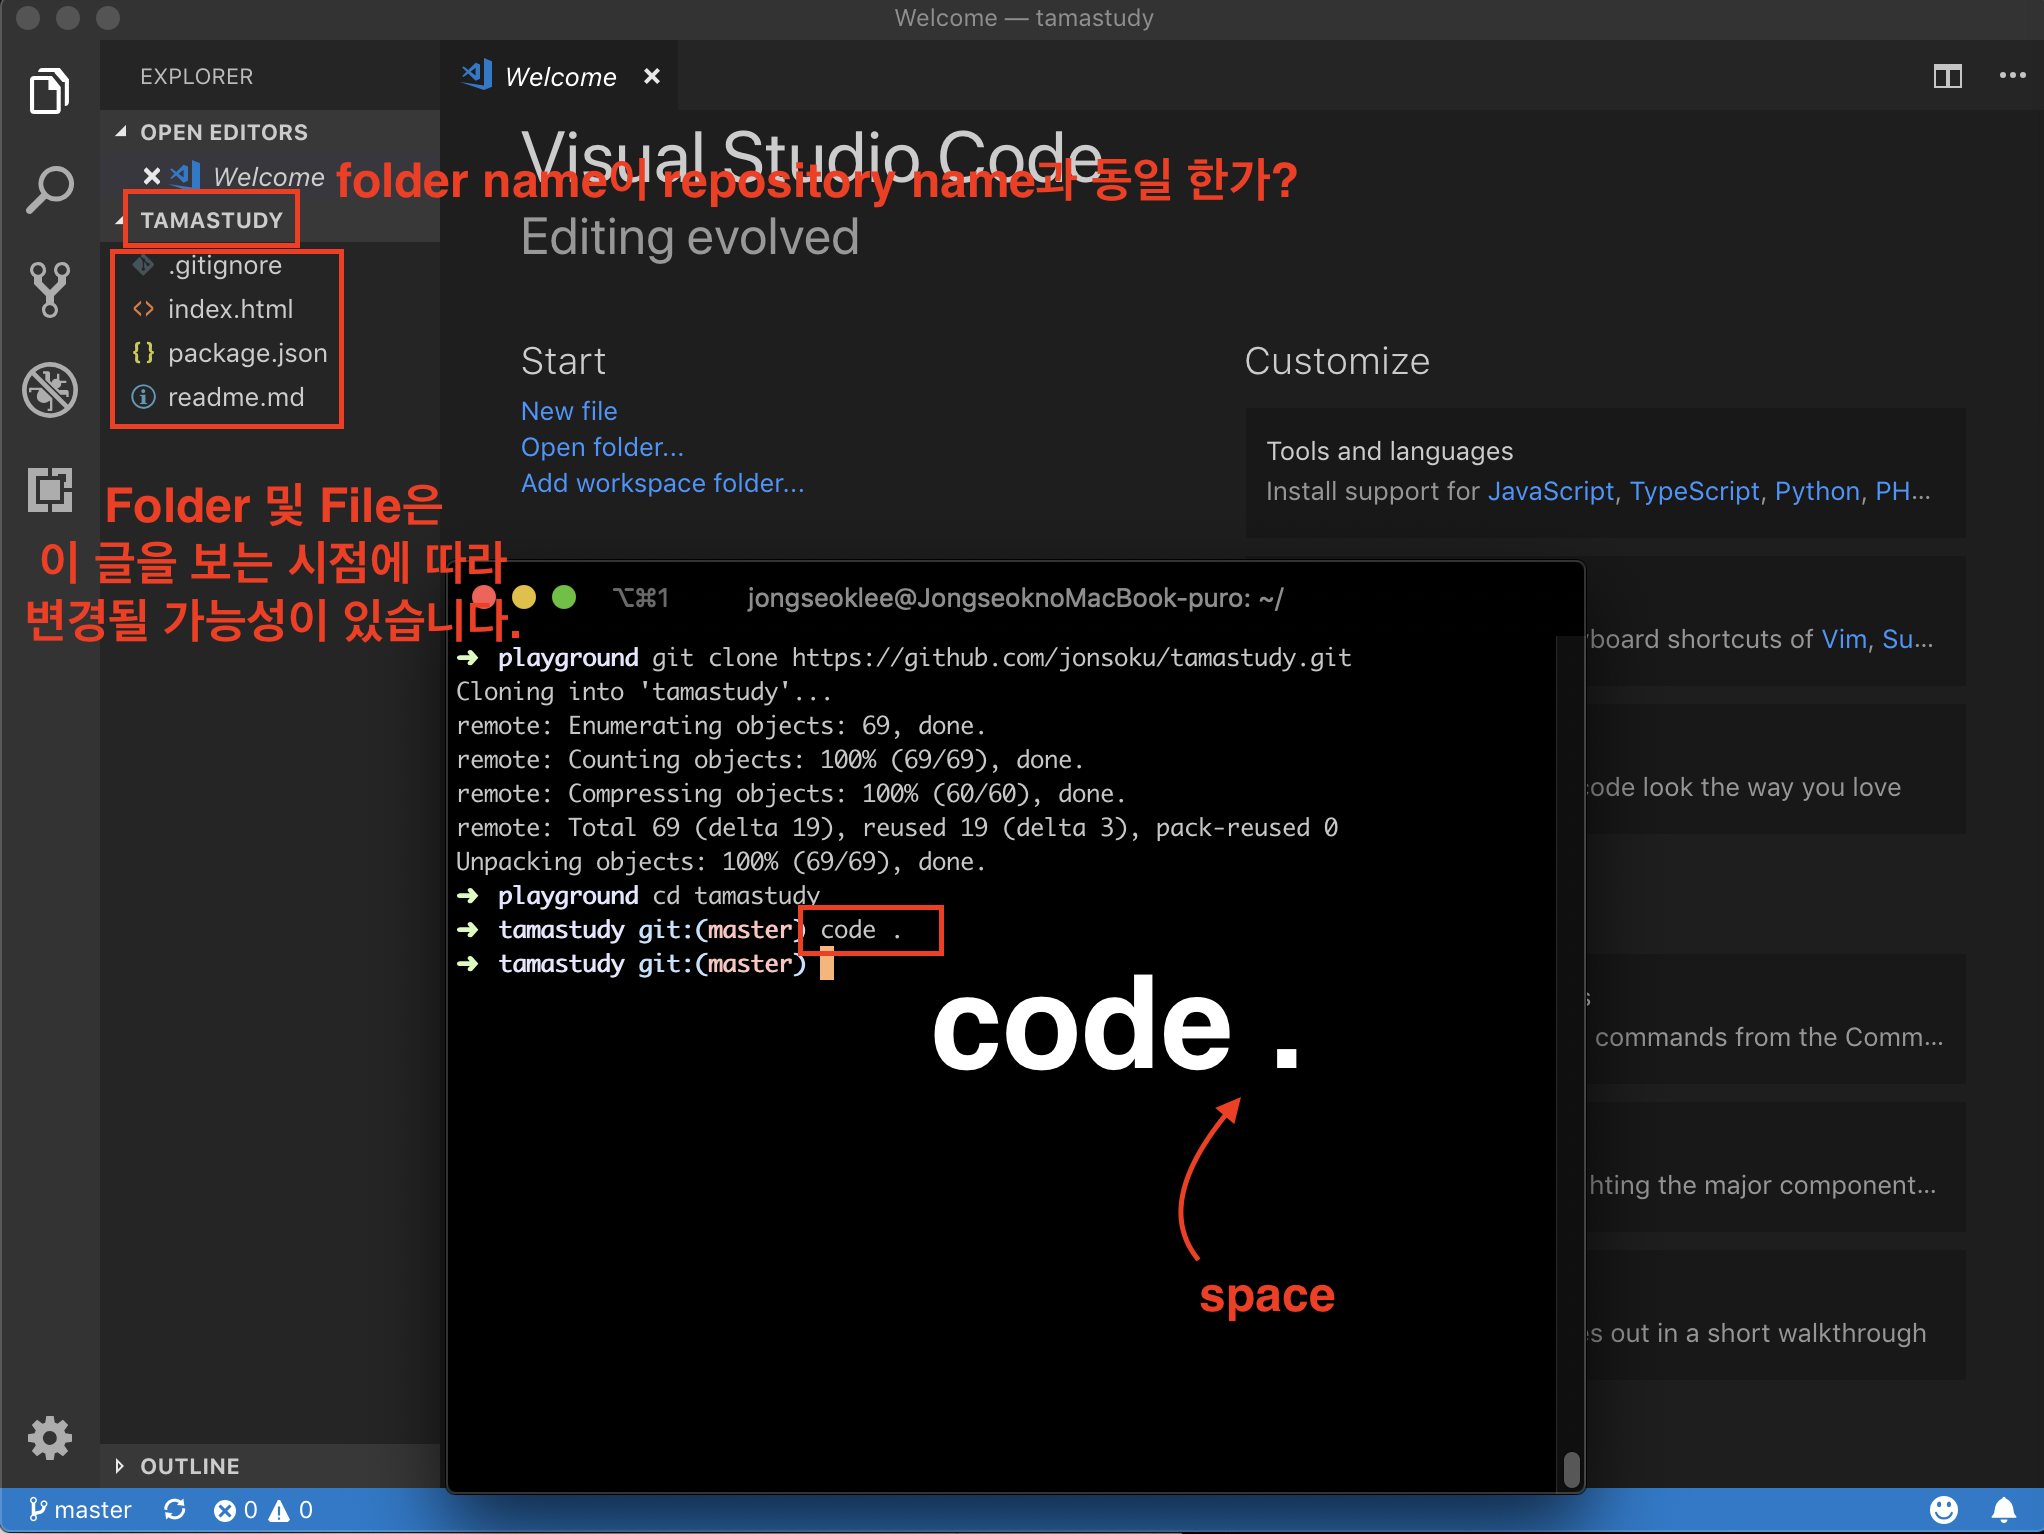 Welcome — tamastudy
EXPLORER
Welcome
OPEN EDITORS
Welcome
folder name이 repository name과 동일 한가?
TAMASTUDY
.gitignore
index.html
package.json
readme.md
Folder 및 File은
이 글을 보는 시점에 따라
변경될 가능성이 있습니다.
OUTLINE
Visual Studio Code
Editing evolved
Start
New file
Open folder...
Add workspace folder...
Customize
Tools and languages
Install support for JavaScript, TypeScript, Python, PH...
board shortcuts of Vim, Su...
ode look the way you love
s
commands from the Comm...
hting the major component...
s out in a short walkthrough
⌥⌘1 jongseoklee@JongseoknoMacBook-puro: ~/
➜ playground git clone https://github.com/jonsoku/tamastudy.git
Cloning into 'tamastudy'...
remote: Enumerating objects: 69, done.
remote: Counting objects: 100% (69/69), done.
remote: Compressing objects: 100% (60/60), done.
remote: Total 69 (delta 19), reused 19 (delta 3), pack-reused 0
Unpacking objects: 100% (69/69), done.
➜ playground cd tamastudy
➜ tamastudy git:(master) code .
➜ tamastudy git:(master)
code .
space
master 0 0